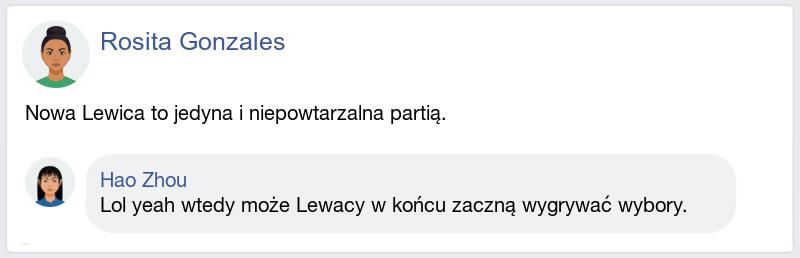 Rosita Gonzales
Nowa Lewica to jedyna i niepowtarzalna partią.
Hao Zhou
Lol yeah wtedy może Lewacy w końcu zaczną wygrywać wybory.